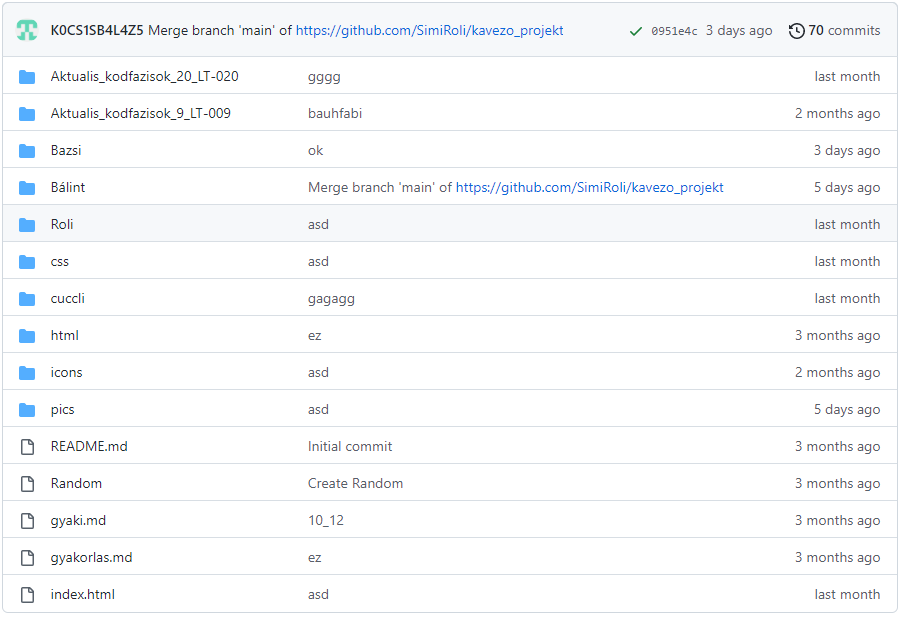 K0CS1SB4L4Z5 Merge branch 'main' of https://github.com/SimiRoli/kavezo_projekt 0951e4c 3 days ago 70 commits
Aktualis_kodfazisok_20_LT-020 gggg last month
Aktualis_kodfazisok_9_LT-009 bauhfabi 2 months ago
Bazsi ok 3 days ago
Bálint Merge branch 'main' of https://github.com/SimiRoli/kavezo_projekt 5 days ago
Roli asd last month
css asd last month
cuccli gagagg last month
html ez 3 months ago
icons asd 2 months ago
pics asd 5 days ago
README.md Initial commit 3 months ago
Random Create Random 3 months ago
gyaki.md 10_12 3 months ago
gyakorlas.md ez 3 months ago
index.html asd last month